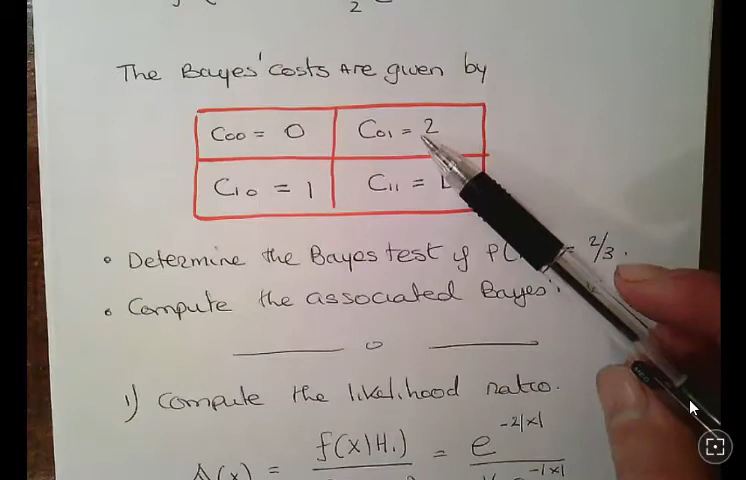 2
The Bayes' costs are given by
C00 = 0
C01 = 2
C10 = 1
C11 =
• Determine the Bayes test if P( = 2/3.
• Compute the associated Bayes'
o
1) Compute the likelihood ratio.
Λ(x) = f(x|H1) = e^-2|x|
-|x|